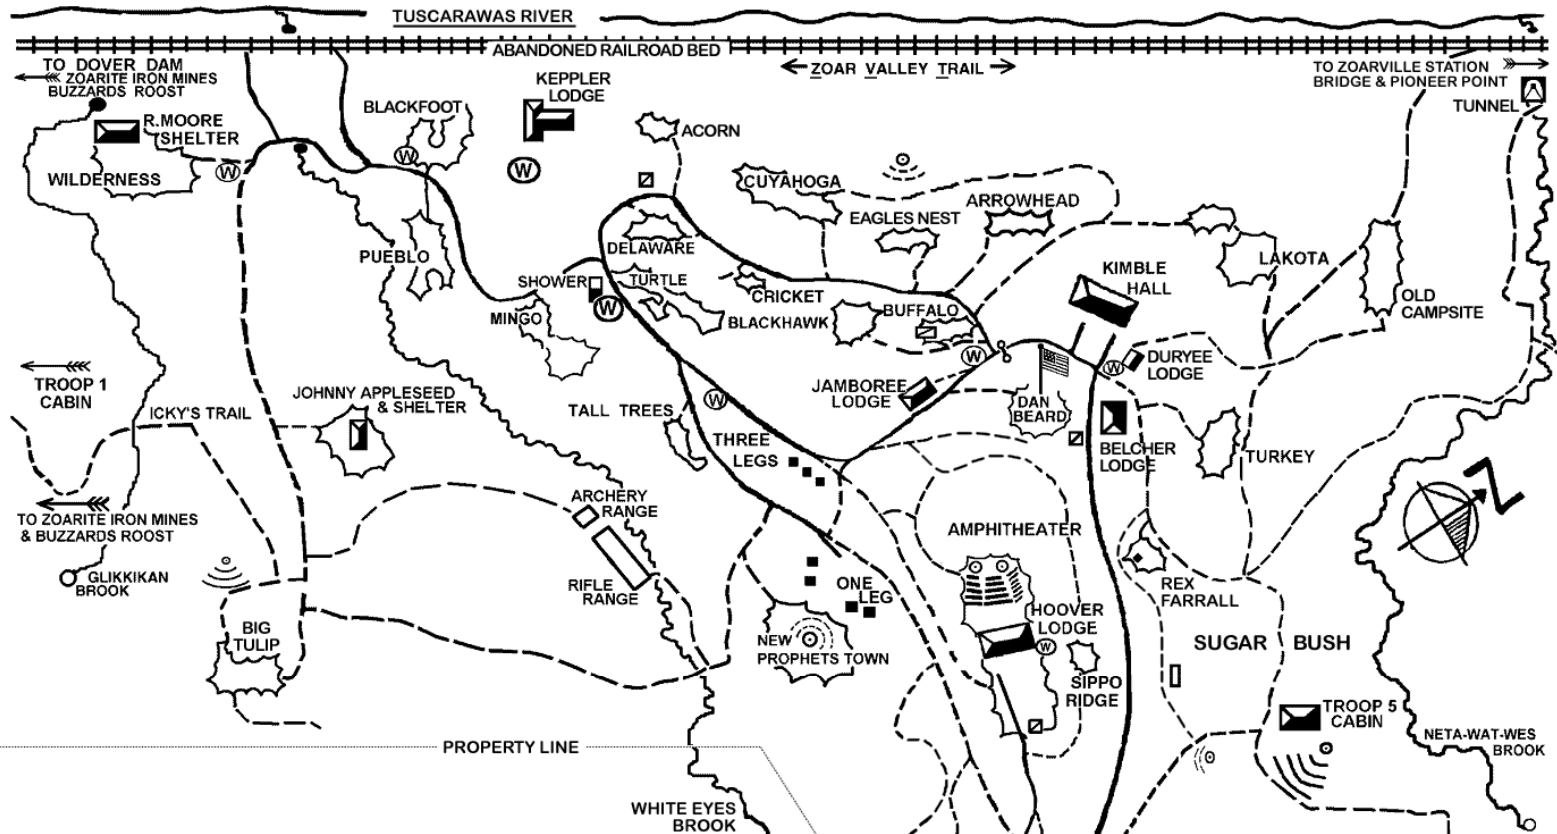 TUSCARAWAS RIVER
ABANDONED RAILROAD BED
TO DOVER DAM
ZOARITE IRON MINES
BUZZARDS ROOST
KEPPLER
LODGE
ZOAR VALLEY TRAIL
TO ZOARVILLE STATION
BRIDGE & PIONEER POINT
TUNNEL
R.MOORE
SHELTER
BLACKFOOT
ACORN
W
W
W
WILDERNESS
CUYAHOGA
ARROWHEAD
EAGLES NEST
PUEBLO
DELAWARE
LAKOTA
KIMBLE
HALL
SHOWER
TURTLE
CRICKET
OLD
CAMPSITE
W
MINGO
BLACKHAWK
BUFFALO
W
W
DURYEE
LODGE
TROOP 1
CABIN
JOHNNY APPLESEED
& SHELTER
JAMBOREE
LODGE
W
DAN
BEARD
ICKY'S TRAIL
TALL TREES
THREE
LEGS
BELCHER
LODGE
TURKEY
N
TO ZOARITE IRON MINES
& BUZZARDS ROOST
ARCHERY
RANGE
AMPHITHEATER
GLIKKIKAN
BROOK
RIFLE
RANGE
ONE
LEG
REX
FARRALL
HOOVER
LODGE
W
BIG
TULIP
NEW
PROPHETS TOWN
SUGAR BUSH
SIPPO
RIDGE
TROOP 5
CABIN
PROPERTY LINE
NETA-WAT-WES
BROOK
WHITE EYES
BROOK